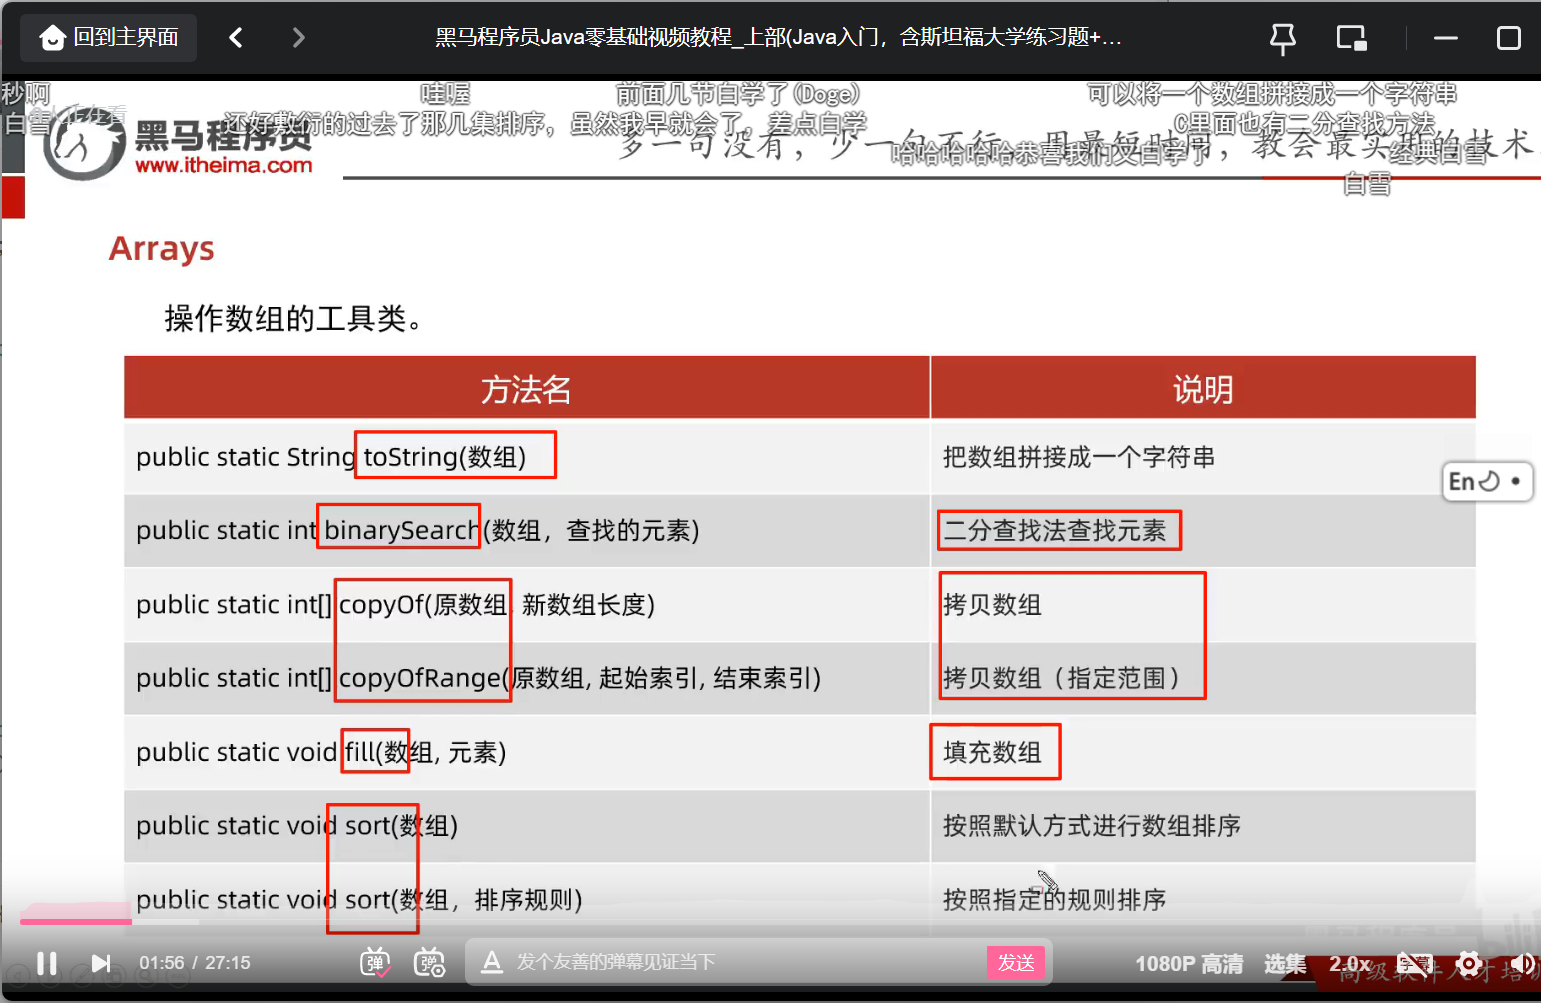 回到主界面
黑马程序员Java零基础视频教程_上部(Java入门，含斯坦福大学练习题+...
秒啊
哇喔
前面几节自学了(Doge)
可以将一个数组拼接成一个字符串
白雪
还好敷衍的过去了那几集排序，虽然我早就会了。差点自学
C里面也有二分查找方法
黑马程序员
www.itheima.com
多一句没有，少一句不行，用最短时间，教会最实用的技术
哈哈哈哈哈恭喜我们又自学了
经典白雪
白雪
Arrays
操作数组的工具类。
方法名 说明
public static String toString(数组) 把数组拼接成一个字符串
public static int binarySearch(数组，查找的元素) 二分查找法查找元素
public static int[] copyOf(原数组, 新数组长度) 拷贝数组
public static int[] copyOfRange(原数组, 起始索引, 结束索引) 拷贝数组（指定范围）
public static void fill(数组, 元素) 填充数组
public static void sort(数组) 按照默认方式进行数组排序
public static void sort(数组，排序规则) 按照指定的规则排序
En
01:56 / 27:15
弹
弹
A
发个友善的弹幕见证当下
发送
1080P 高清
选集
2.0x
字幕
高级软件人才培训